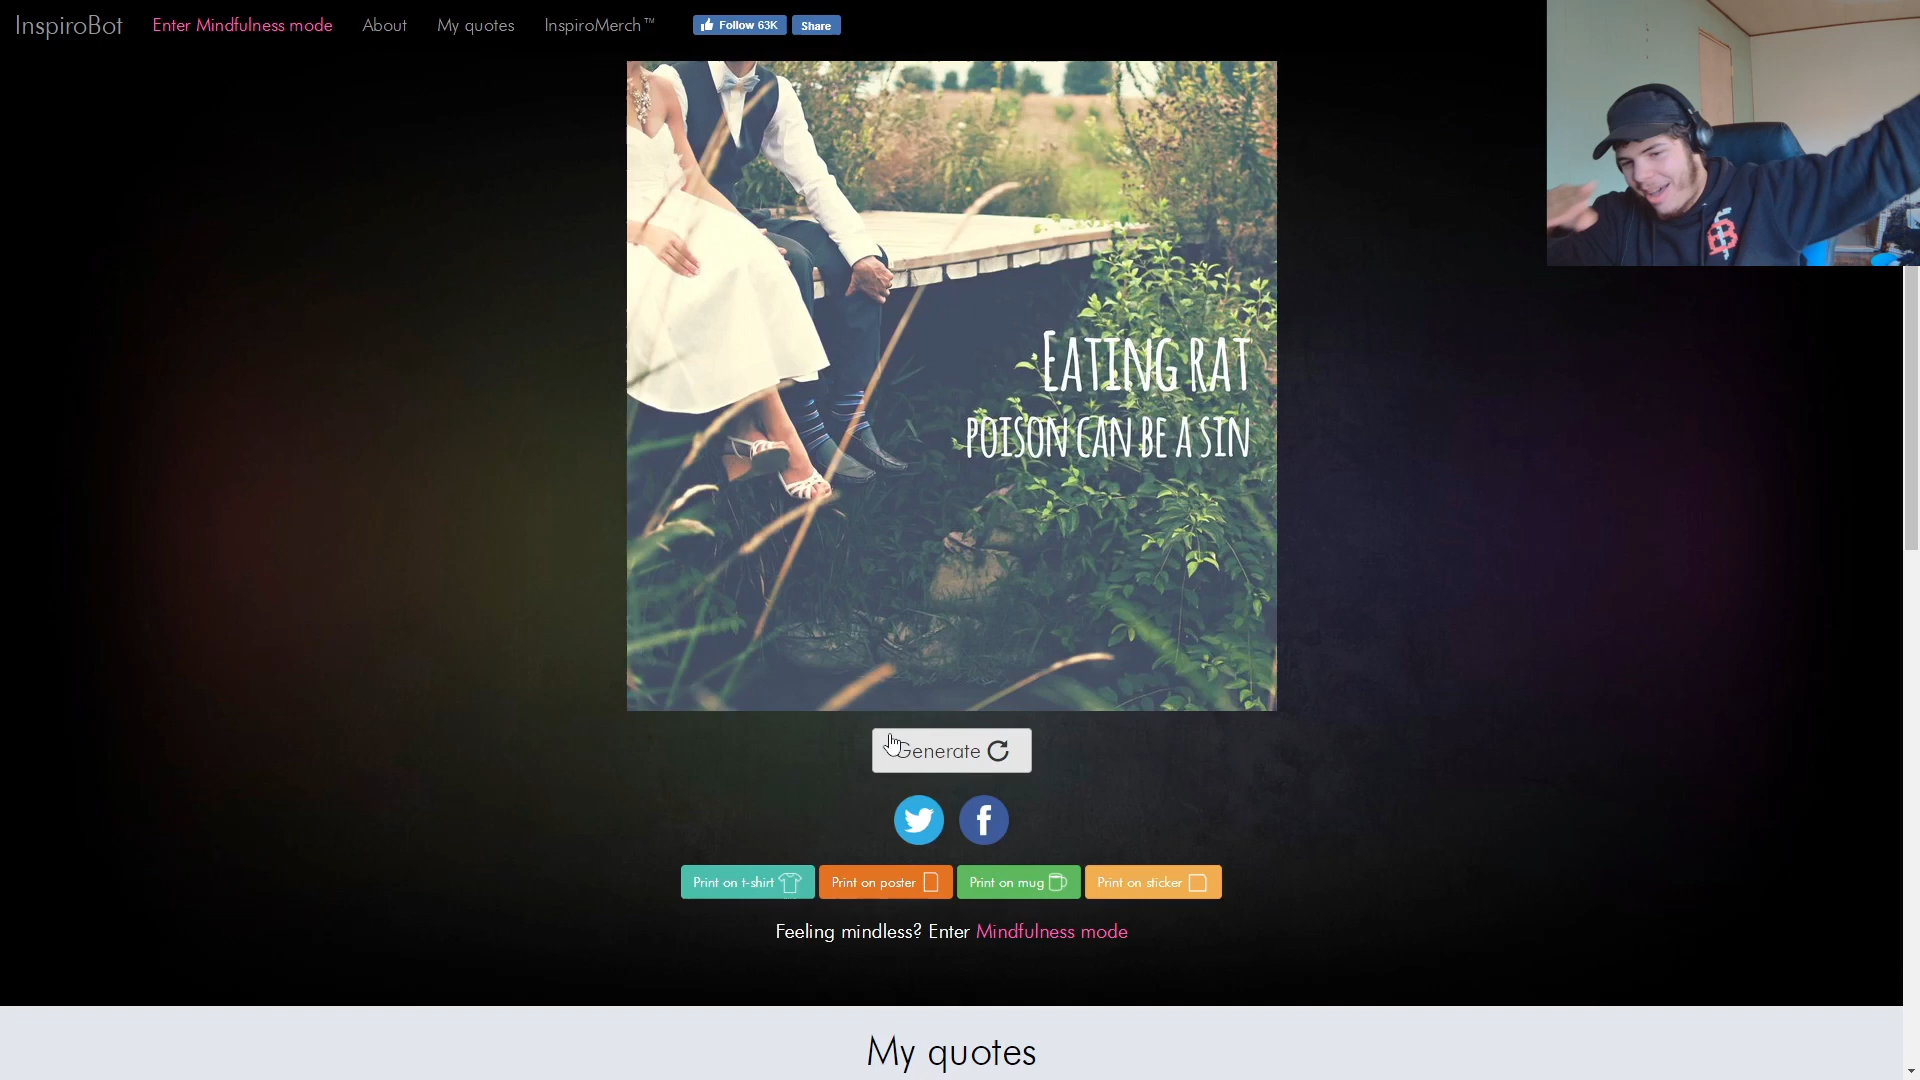 InspiroBot Enter Mindfulness mode About My quotes InspiroMerch™ Follow 63K Share
EATING RAT
POISON CAN BE A SIN
Generate
Print on t-shirt Print on poster Print on mug Print on sticker
Feeling mindless? Enter Mindfulness mode
My quotes